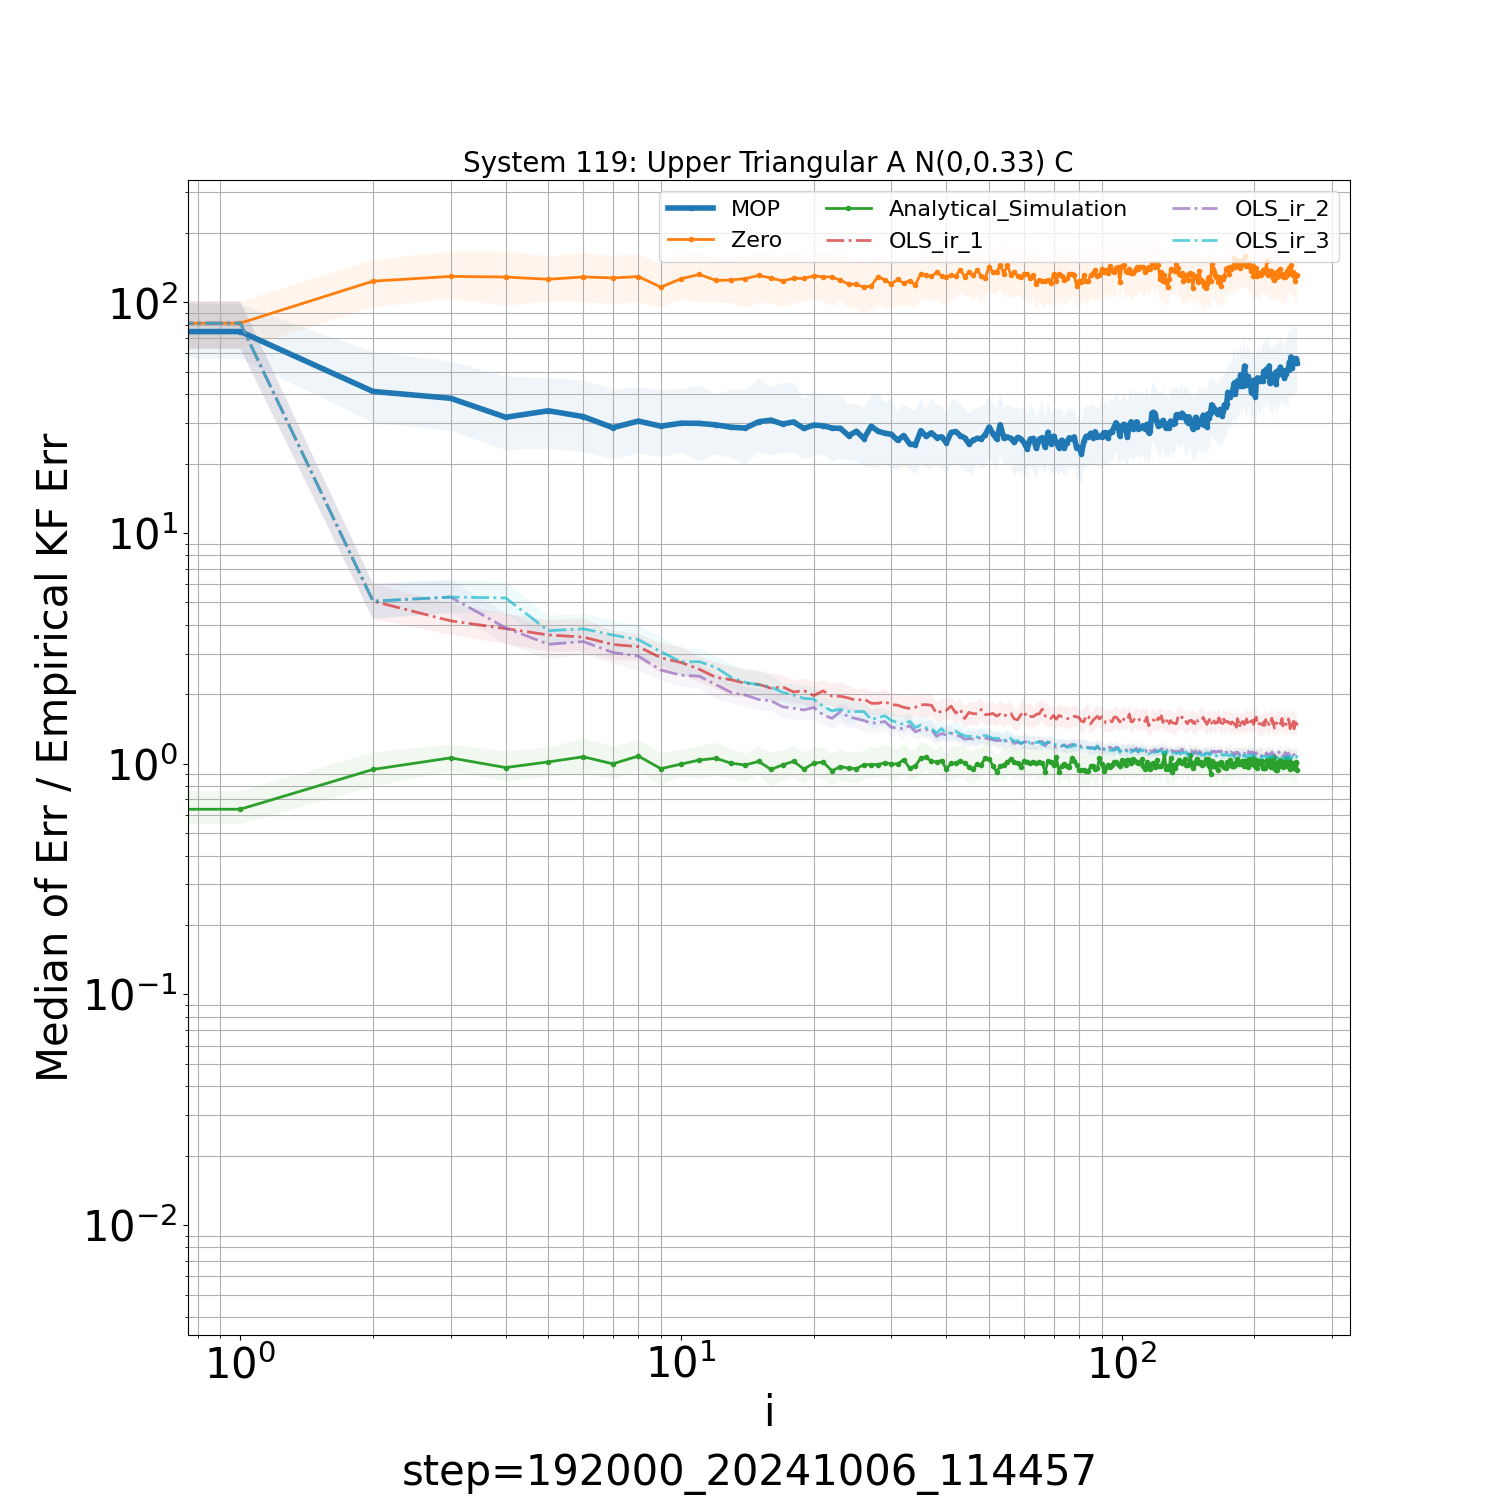 System 119: Upper Triangular A N(0,0.33) C
MOP
Zero
Analytical_Simulation
OLS_ir_1
OLS_ir_2
OLS_ir_3
Median of Err / Empirical KF Err
10²
10¹
10⁰
10⁻¹
10⁻²
10⁰
10¹
10²
i
step=192000_20241006_114457